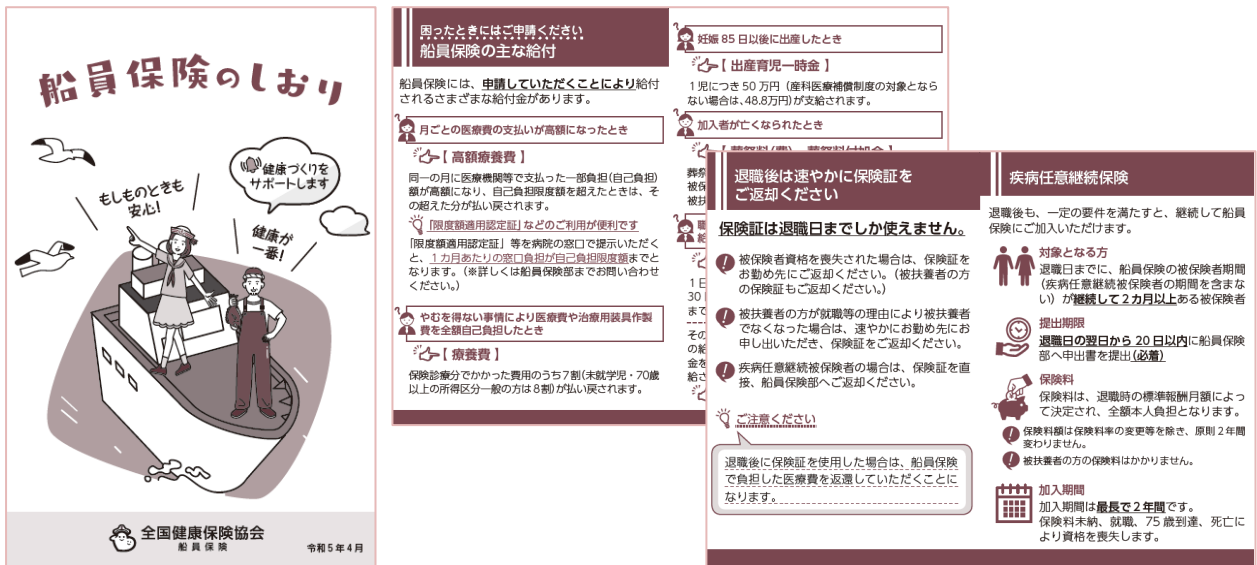 船員保険のしおり
健康づくりを
サポートします
もしものときも
安心!
健康が
一番!
全国健康保険協会
船員保険
令和5年4月
困ったときにはご申請ください
船員保険の主な給付
船員保険には、申請していただくことにより給付
されるさまざまな給付金があります。
月ごとの医療費の支払いが高額になったとき
【高額療養費】
同一の月に医療機関等で支払った一部負担(自己負担)
額が高額になり、自己負担限度額を超えたときは、そ
の超えた分が払い戻されます。
「限度額適用認定証」などのご利用が便利です
「限度額適用認定証」等を病院の窓口で提示いただく
と、1カ月あたりの窓口負担が自己負担限度額までと
なります。(※詳しくは船員保険部までお問い合わせ
ください。)
やむを得ない事情により医療費や治療用装具作製
費を全額自己負担したとき
【療養費】
保険診療分でかかった費用のうち7割(未就学児・70歳
以上の所得区分一般の方は8割)が払い戻されます。
妊娠85日以後に出産したとき
【出産育児一時金】
1児につき50万円(産科医療補償制度の対象となら
ない場合は、48.8万円)が支給されます。
加入者が亡くなられたとき
葬祭
被保
被扶
職
給
1日
30日
まで
その
の給
金を
給さ
退職後は速やかに保険証を
ご返却ください
保険証は退職日までしか使えません。
被保険者資格を喪失された場合は、保険証を
お勤め先にご返却ください。(被扶養者の方
の保険証もご返却ください。)
被扶養者の方が就職等の理由により被扶養者
でなくなった場合は、速やかにお勤め先にお
申し出いただき、保険証をご返却ください。
疾病任意継続被保険者の場合は、保険証を直
接、船員保険部へご返却ください。
ご注意ください
退職後に保険証を使用した場合は、船員保険
で負担した医療費を返還していただくことに
なります。
疾病任意継続保険
退職後も、一定の要件を満たすと、継続して船員
保険にご加入いただけます。
対象となる方
退職日までに、船員保険の被保険者期間
(疾病任意継続被保険者の期間を含まな
い)が継続して2カ月以上ある被保険者
提出期限
退職日の翌日から20日以内に船員保険
部へ申出書を提出(必着)
保険料
保険料は、退職時の標準報酬月額によっ
て決定され、全額本人負担となります。
保険料額は保険料率の変更等を除き、原則2年間
変わりません。
被扶養者の方の保険料はかかりません。
加入期間
加入期間は最長で2年間です。
保険料未納、就職、75歳到達、死亡に
より資格を喪失します。